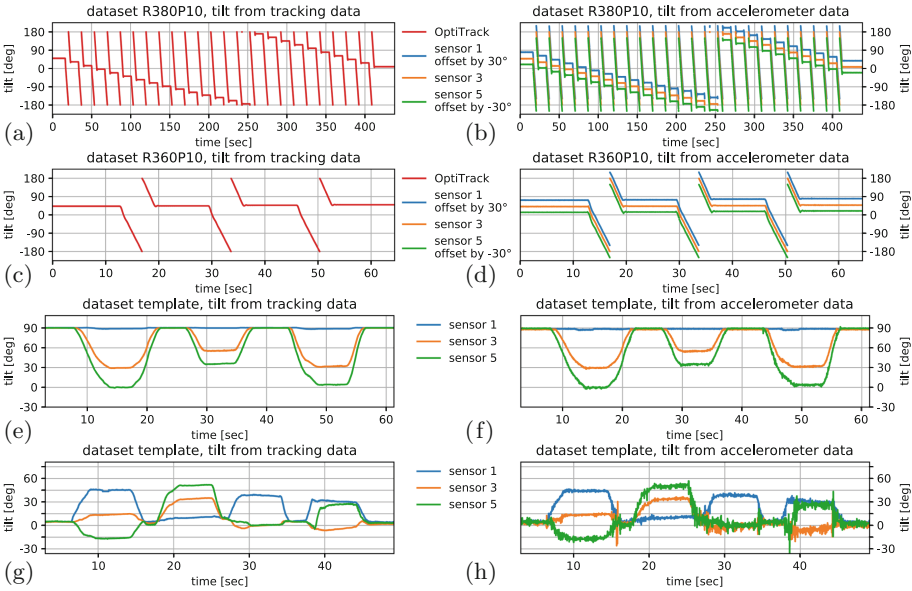 dataset R380P10, tilt from tracking data
tilt [deg]
180
90
0
-90
-180
0 50 100 150 200 250 300 350 400
time [sec]
(a)
OptiTrack
sensor 1
offset by 30°
sensor 3
sensor 5
offset by -30°
dataset R380P10, tilt from accelerometer data
180
90
0
-90
-180
tilt [deg]
0 50 100 150 200 250 300 350 400
time [sec]
(b)
dataset R360P10, tilt from tracking data
tilt [deg]
180
90
0
-90
-180
0 10 20 30 40 50 60
time [sec]
(c)
OptiTrack
sensor 1
offset by 30°
sensor 3
sensor 5
offset by -30°
dataset R360P10, tilt from accelerometer data
180
90
0
-90
-180
tilt [deg]
0 10 20 30 40 50 60
time [sec]
(d)
dataset template, tilt from tracking data
tilt [deg]
90
60
30
0
-30
10 20 30 40 50 60
time [sec]
(e)
sensor 1
sensor 3
sensor 5
dataset template, tilt from accelerometer data
90
60
30
0
-30
tilt [deg]
10 20 30 40 50 60
time [sec]
(f)
dataset template, tilt from tracking data
tilt [deg]
60
30
0
-30
10 20 30 40
time [sec]
(g)
sensor 1
sensor 3
sensor 5
dataset template, tilt from accelerometer data
60
30
0
-30
tilt [deg]
10 20 30 40
time [sec]
(h)